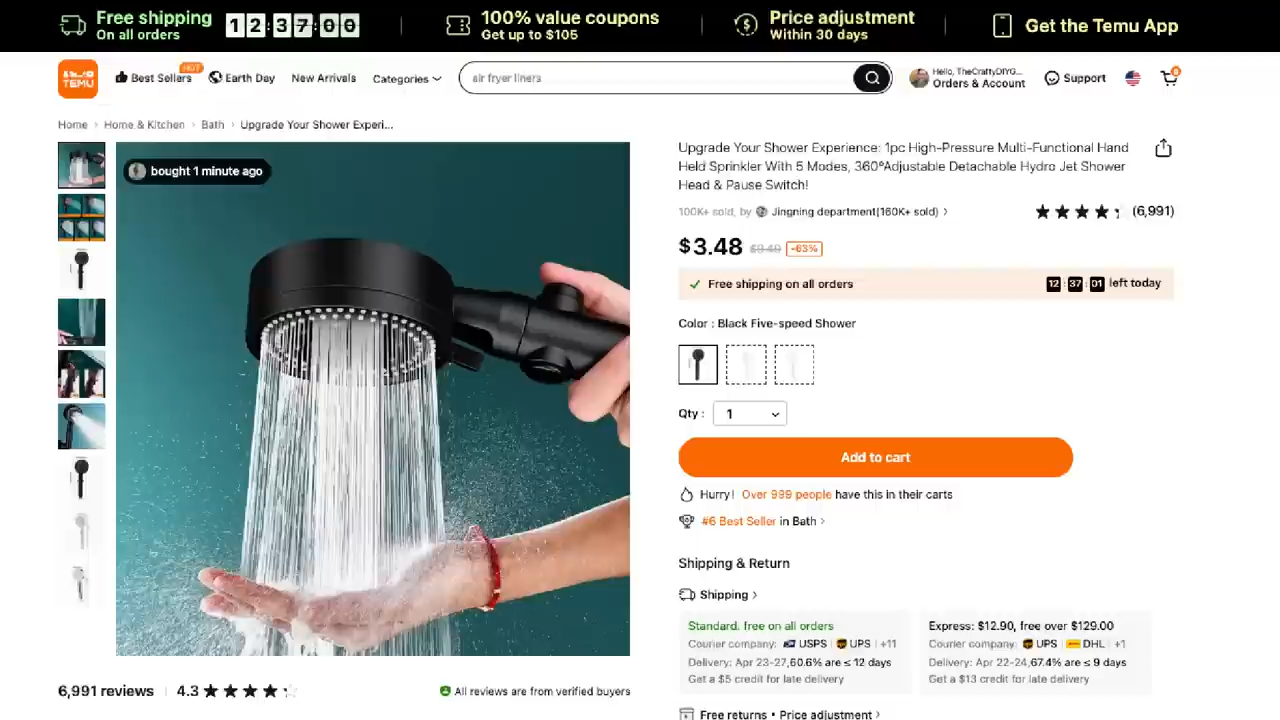 Free shipping
On all orders
12:37:00
100% value coupons
Get up to $105
Price adjustment
Within 30 days
Get the Temu App
TEMU
Best Sellers
HOT
Earth Day
New Arrivals
Categories
air fryer liners
Hello, TheCraftyDIYG...
Orders & Account
Support
Home › Home & Kitchen › Bath › Upgrade Your Shower Experi...
bought 1 minute ago
Upgrade Your Shower Experience: 1pc High-Pressure Multi-Functional Hand
Held Sprinkler With 5 Modes, 360°Adjustable Detachable Hydro Jet Shower
Head & Pause Switch!
100K+ sold, by Jingning department(160K+ sold) ›
(6,991)
$3.48 $9.49 -63%
Free shipping on all orders
12:37:01 left today
Color : Black Five-speed Shower
Qty : 1
Add to cart
Hurry! Over 999 people have this in their carts
#6 Best Seller in Bath ›
Shipping & Return
Shipping ›
Standard: free on all orders
Courier company: USPS | UPS | +11
Delivery: Apr 23-27, 60.6% are ≤ 12 days
Get a $5 credit for late delivery
Express: $12.90, free over $129.00
Courier company: UPS | DHL | +1
Delivery: Apr 22-24, 67.4% are ≤ 9 days
Get a $13 credit for late delivery
6,991 reviews | 4.3
All reviews are from verified buyers
Free returns • Price adjustment ›